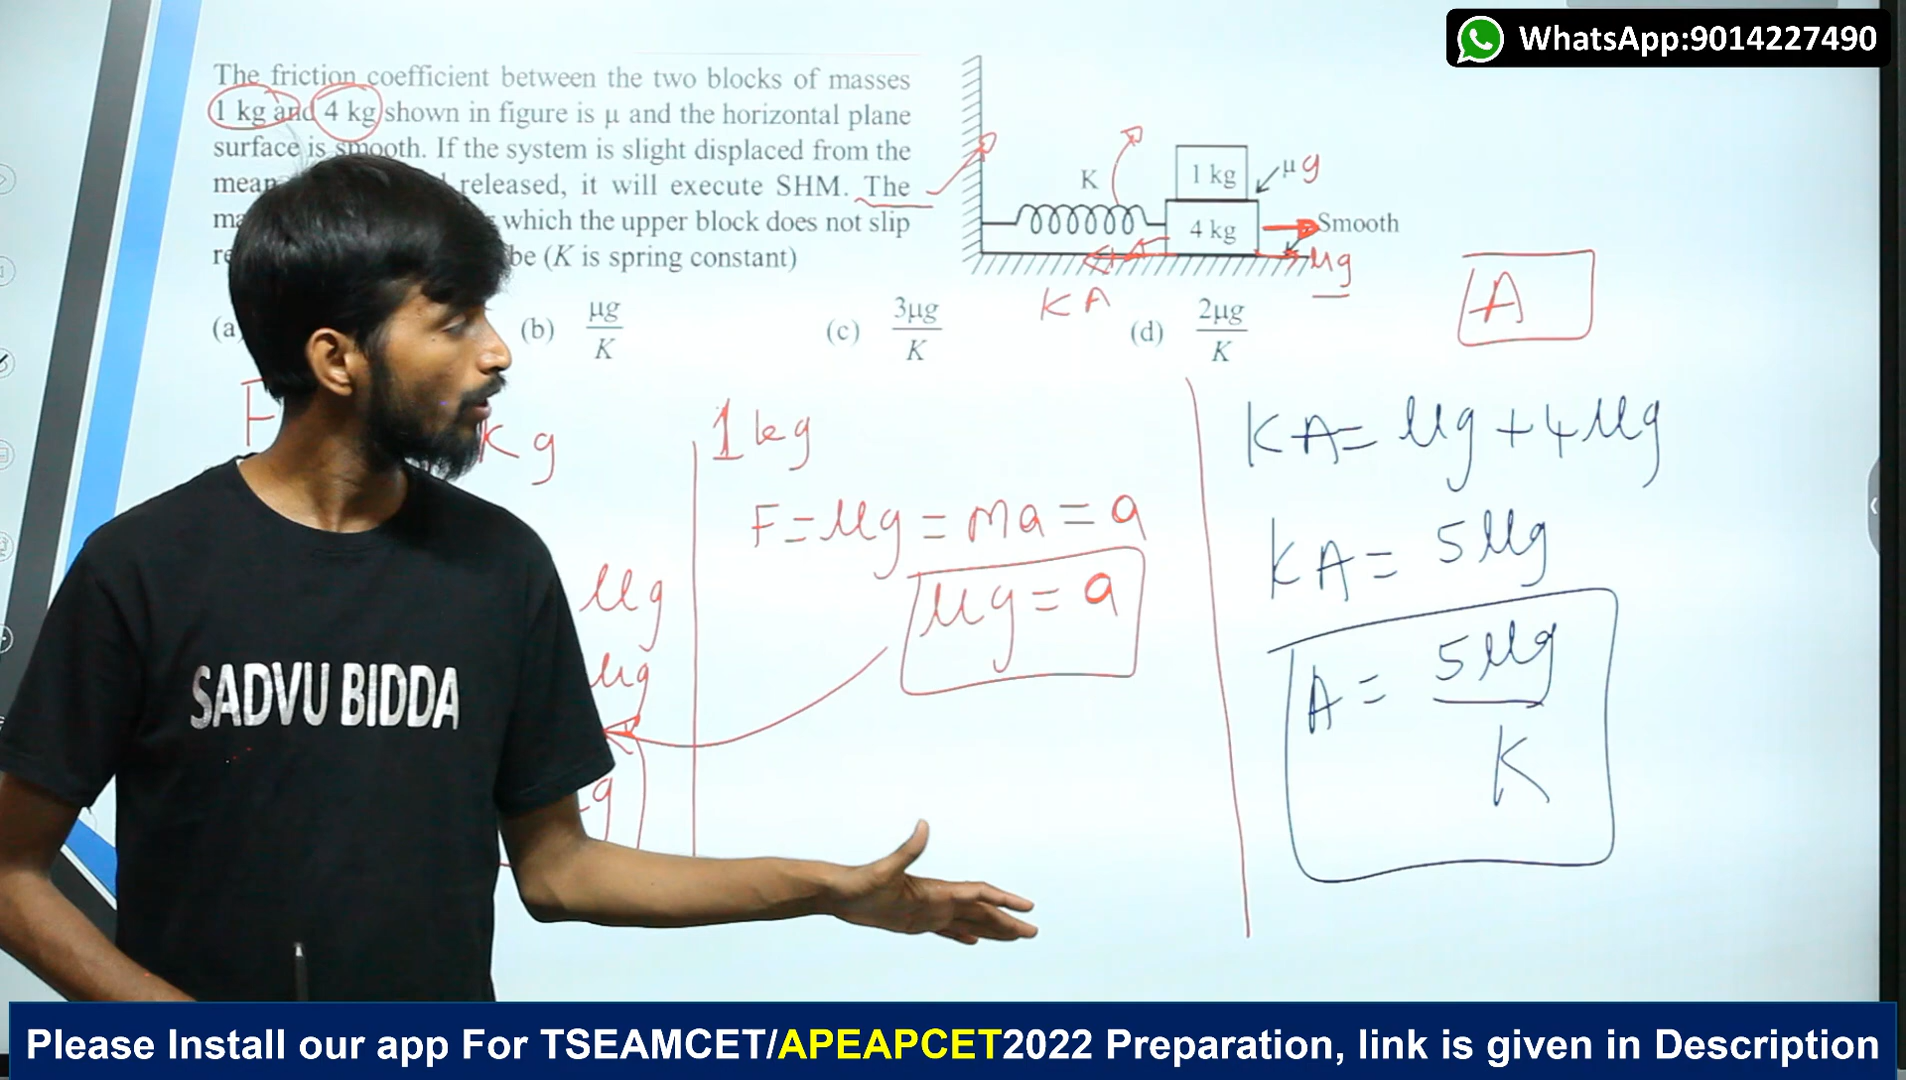 WhatsApp:9014227490
The friction coefficient between the two blocks of masses
1 kg and 4 kg shown in figure is μ and the horizontal plane
surface is smooth. If the system is slight displaced from the
mean released, it will execute SHM. The
which the upper block does not slip
be (K is spring constant)
K
1 kg
μg
4 kg
Smooth
μg
KA
A
(a
(b) μg/K
(c) 3μg/K
(d) 2μg/K
F
kg
μg
μg
g
1kg
F = μg = ma = a
μg = a
KA = μg + 4μg
KA = 5μg
A = 5μg/K
SADVU BIDDA
Please Install our app For TSEAMCET/APEAPCET2022 Preparation, link is given in Description